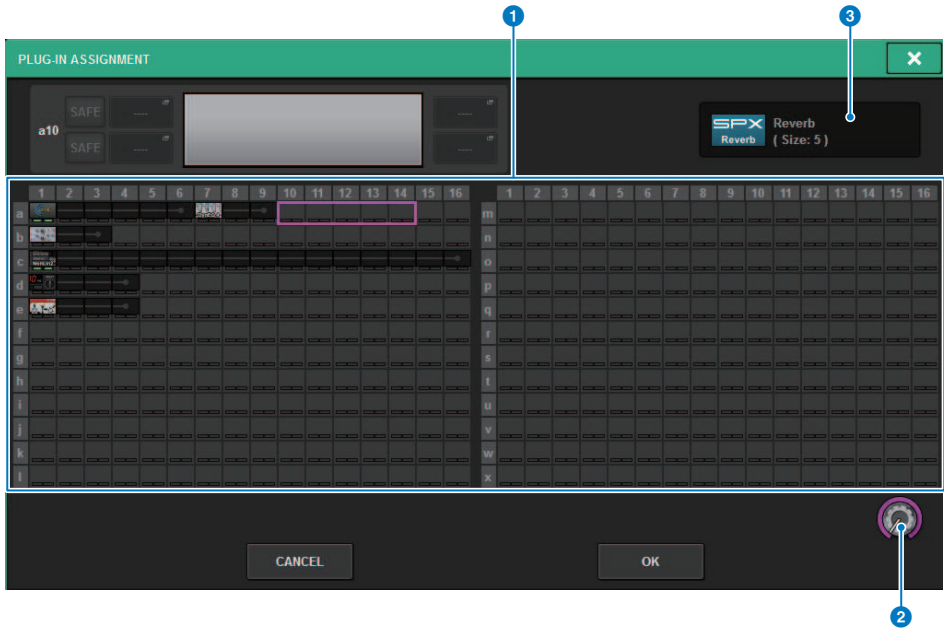 1 3
PLUG-IN ASSIGNMENT
SAFE ----
a10
SAFE ----
----
----
SPX
Reverb
Reverb
( Size: 5 )
1 2 3 4 5 6 7 8 9 10 11 12 13 14 15 16
1 2 3 4 5 6 7 8 9 10 11 12 13 14 15 16
a m
b n
c o
d p
e q
f r
g s
h t
i u
j v
k w
l x
CANCEL
OK
2